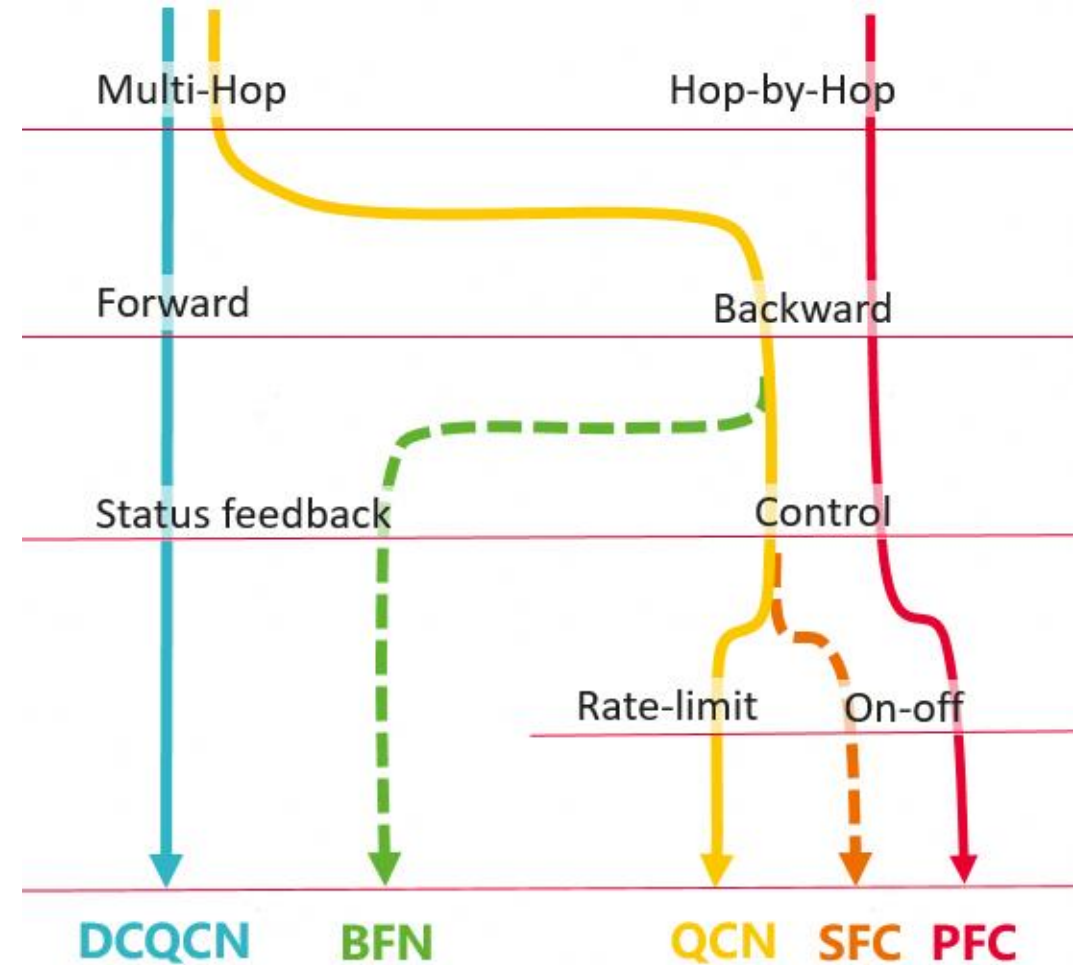 Multi-Hop Hop-by-Hop
Forward Backward
Status feedback Control
Rate-limit On-off
DCQCN BFN QCN SFC PFC